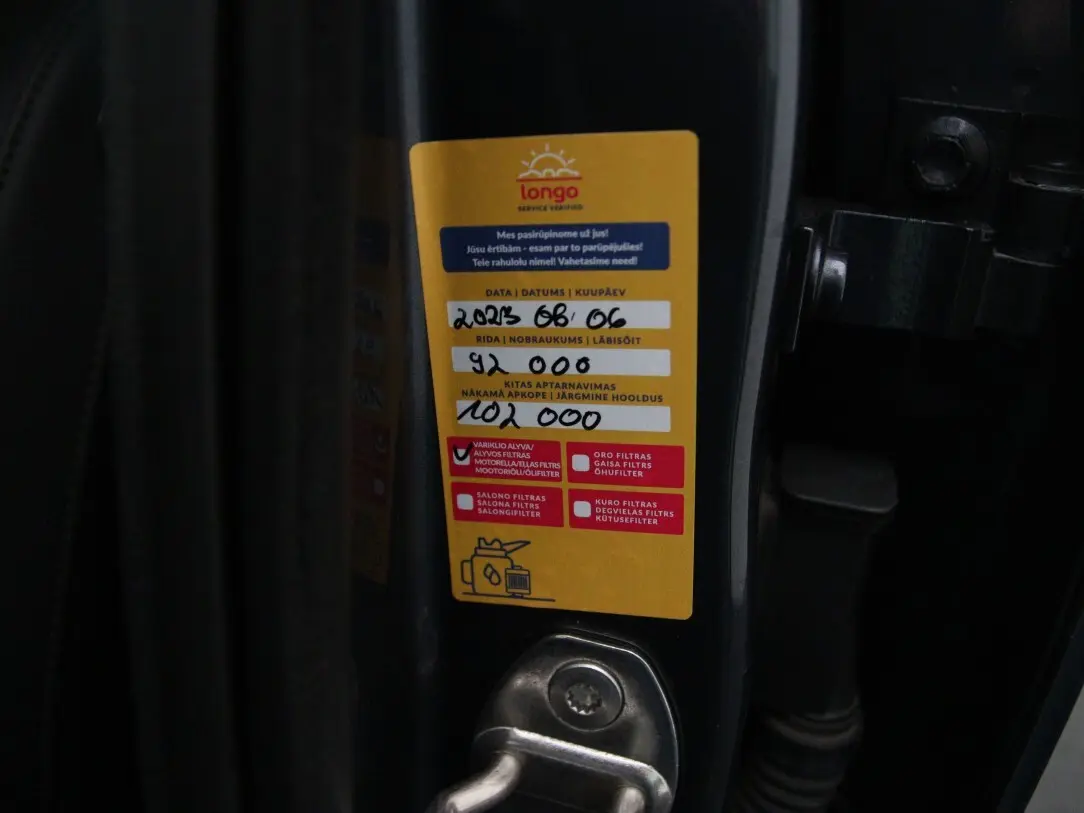 longo
SERVICE VERIFIED
Mes pasirūpinome už jus!
Jūsu ērtībām - esam par to parūpējušies!
Teie rahulolu nimel! Vahetasime need!
DATA | DATUMS | KUUPÄEV
2023 08 06
RIDA | NOBRAUKUMS | LÄBISÕIT
92 000
KITAS APTARNAVIMAS
NĀKAMĀ APKOPE | JÄRGMINE HOOLDUS
102 000
VARIKLIO ALYVA/
ALYVOS FILTRAS
MOTORELLA/EĻĻAS FILTRS
MOOTORIÕLI/ÕLIFILTER
ORO FILTRAS
GAISA FILTRS
ÕHUFILTER
SALONO FILTRAS
SALONA FILTRS
SALONGIFILTER
KURO FILTRAS
DEGVIELAS FILTRS
KÜTUSEFILTER